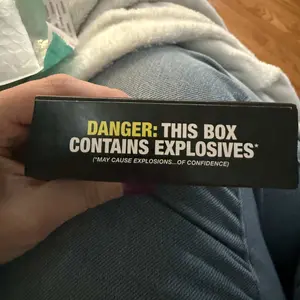 DANGER: THIS BOX
CONTAINS EXPLOSIVES*
(*MAY CAUSE EXPLOSIONS...OF CONFIDENCE)